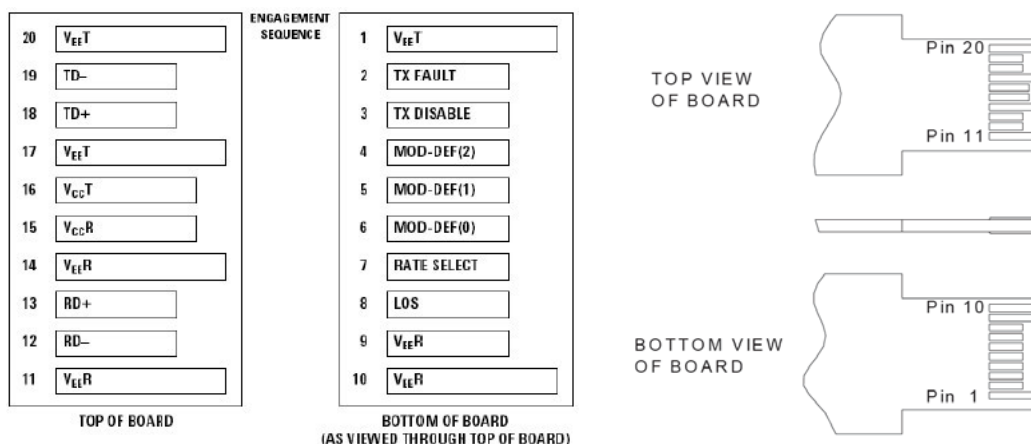 ENGAGEMENT
SEQUENCE
20 VEET
19 TD–
18 TD+
17 VEET
16 VCCT
15 VCCR
14 VEER
13 RD+
12 RD–
11 VEER
TOP OF BOARD
1 VEET
2 TX FAULT
3 TX DISABLE
4 MOD-DEF(2)
5 MOD-DEF(1)
6 MOD-DEF(0)
7 RATE SELECT
8 LOS
9 VEER
10 VEER
BOTTOM OF BOARD
(AS VIEWED THROUGH TOP OF BOARD)
TOP VIEW
OF BOARD
Pin 20
Pin 11
BOTTOM VIEW
OF BOARD
Pin 10
Pin 1